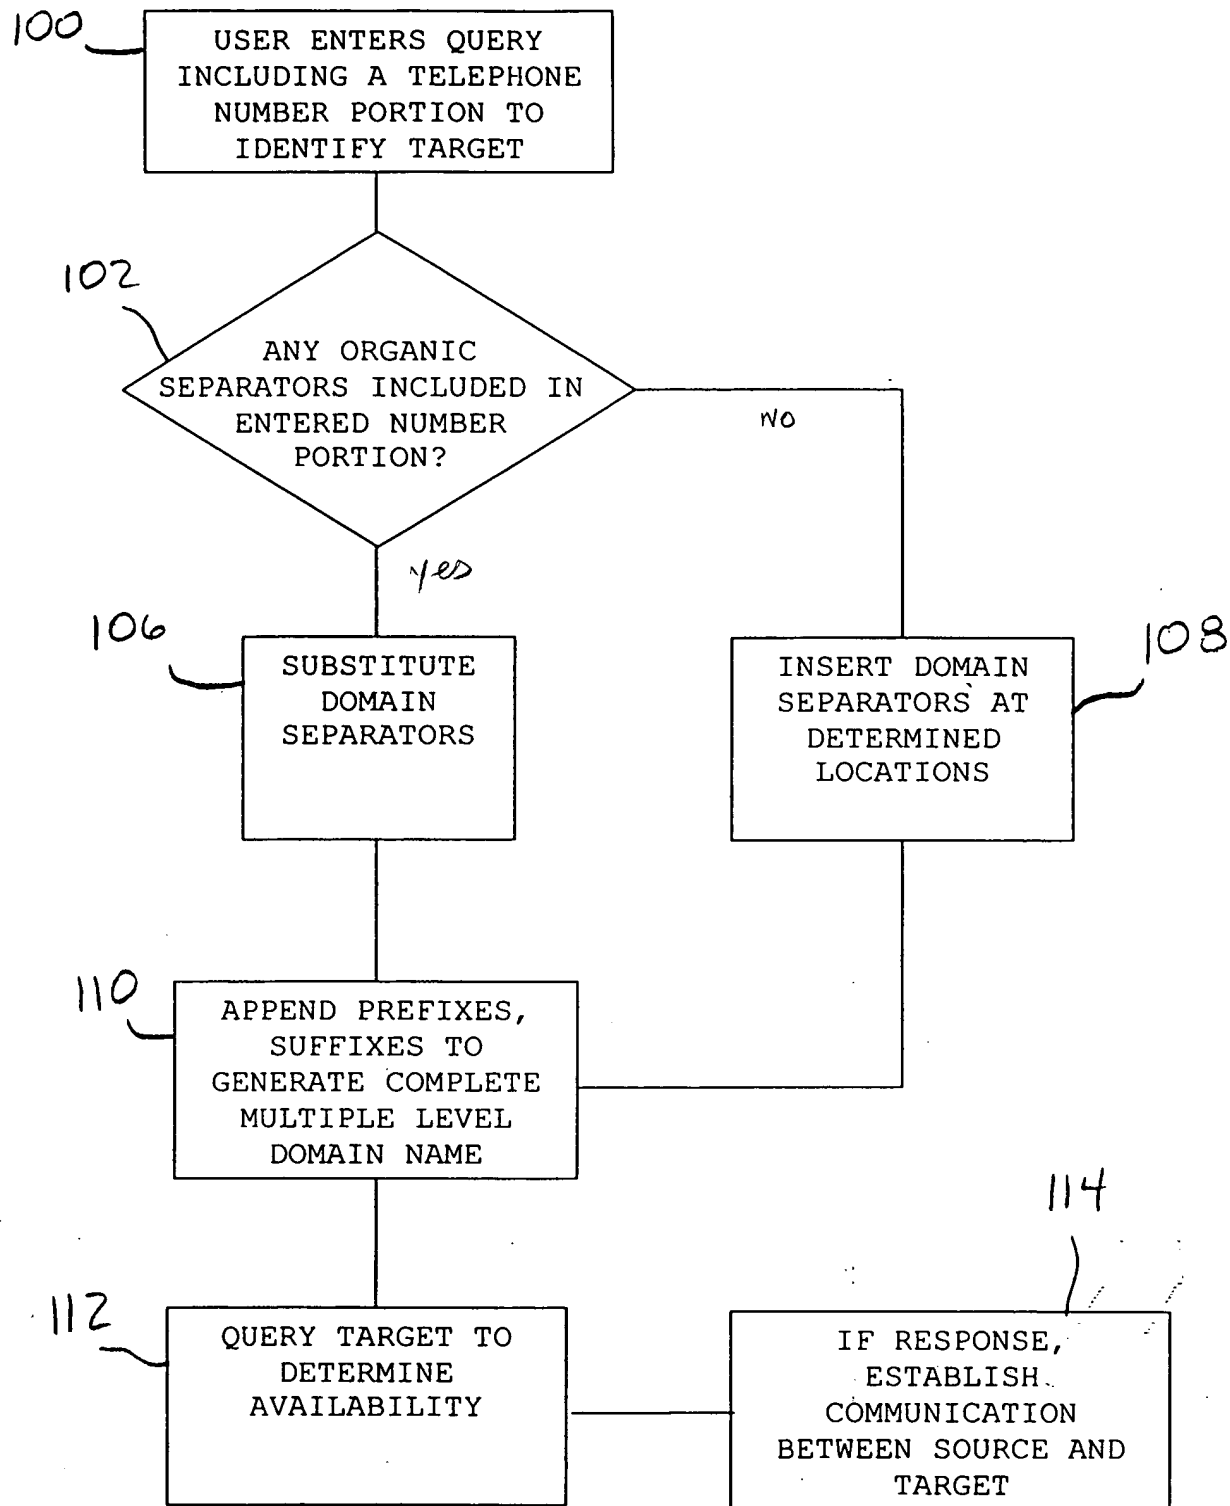 100
USER ENTERS QUERY
INCLUDING A TELEPHONE
NUMBER PORTION TO
IDENTIFY TARGET
102
ANY ORGANIC
SEPARATORS INCLUDED IN
ENTERED NUMBER
PORTION?
NO
yes
106
SUBSTITUTE
DOMAIN
SEPARATORS
108
INSERT DOMAIN
SEPARATORS AT
DETERMINED
LOCATIONS
110
APPEND PREFIXES,
SUFFIXES TO
GENERATE COMPLETE
MULTIPLE LEVEL
DOMAIN NAME
112
QUERY TARGET TO
DETERMINE
AVAILABILITY
114
IF RESPONSE,
ESTABLISH
COMMUNICATION
BETWEEN SOURCE AND
TARGET